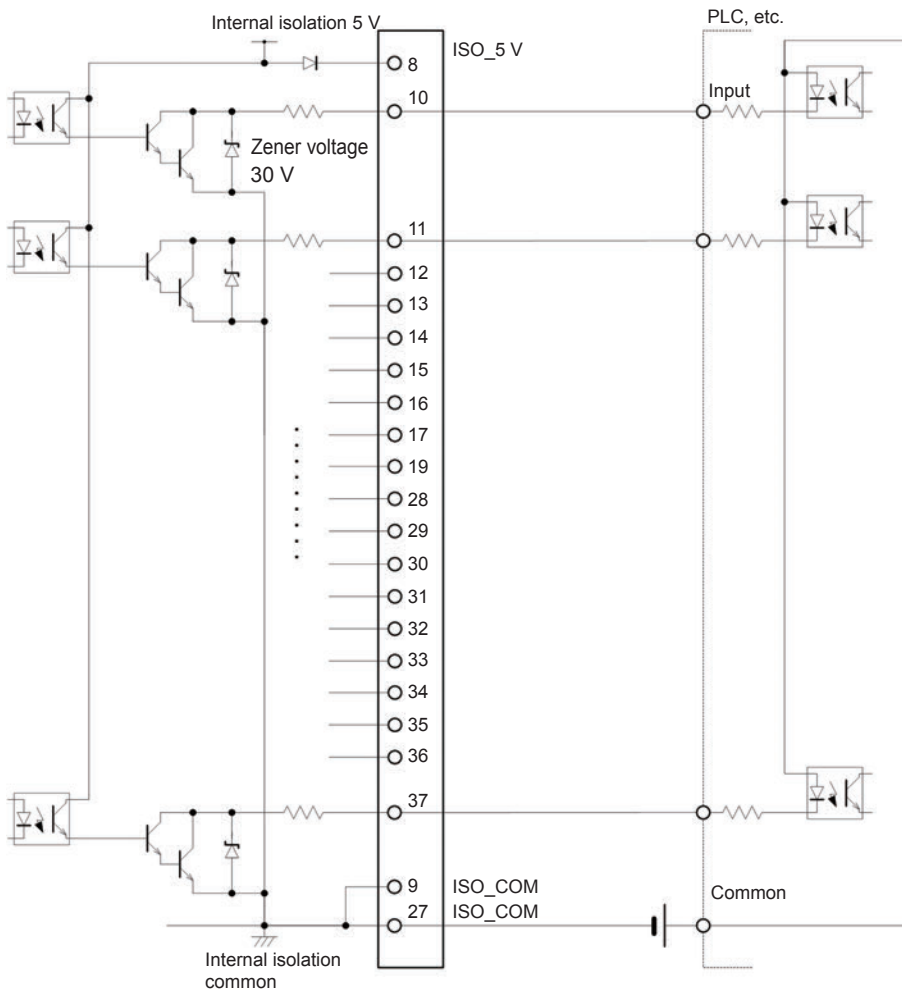 Internal isolation 5 V
PLC, etc.
ISO_5 V
8
10
Input
Zener voltage
30 V
11
12
13
14
15
16
17
19
28
29
30
31
32
33
34
35
36
37
9 ISO_COM
27 ISO_COM
Common
Internal isolation
common